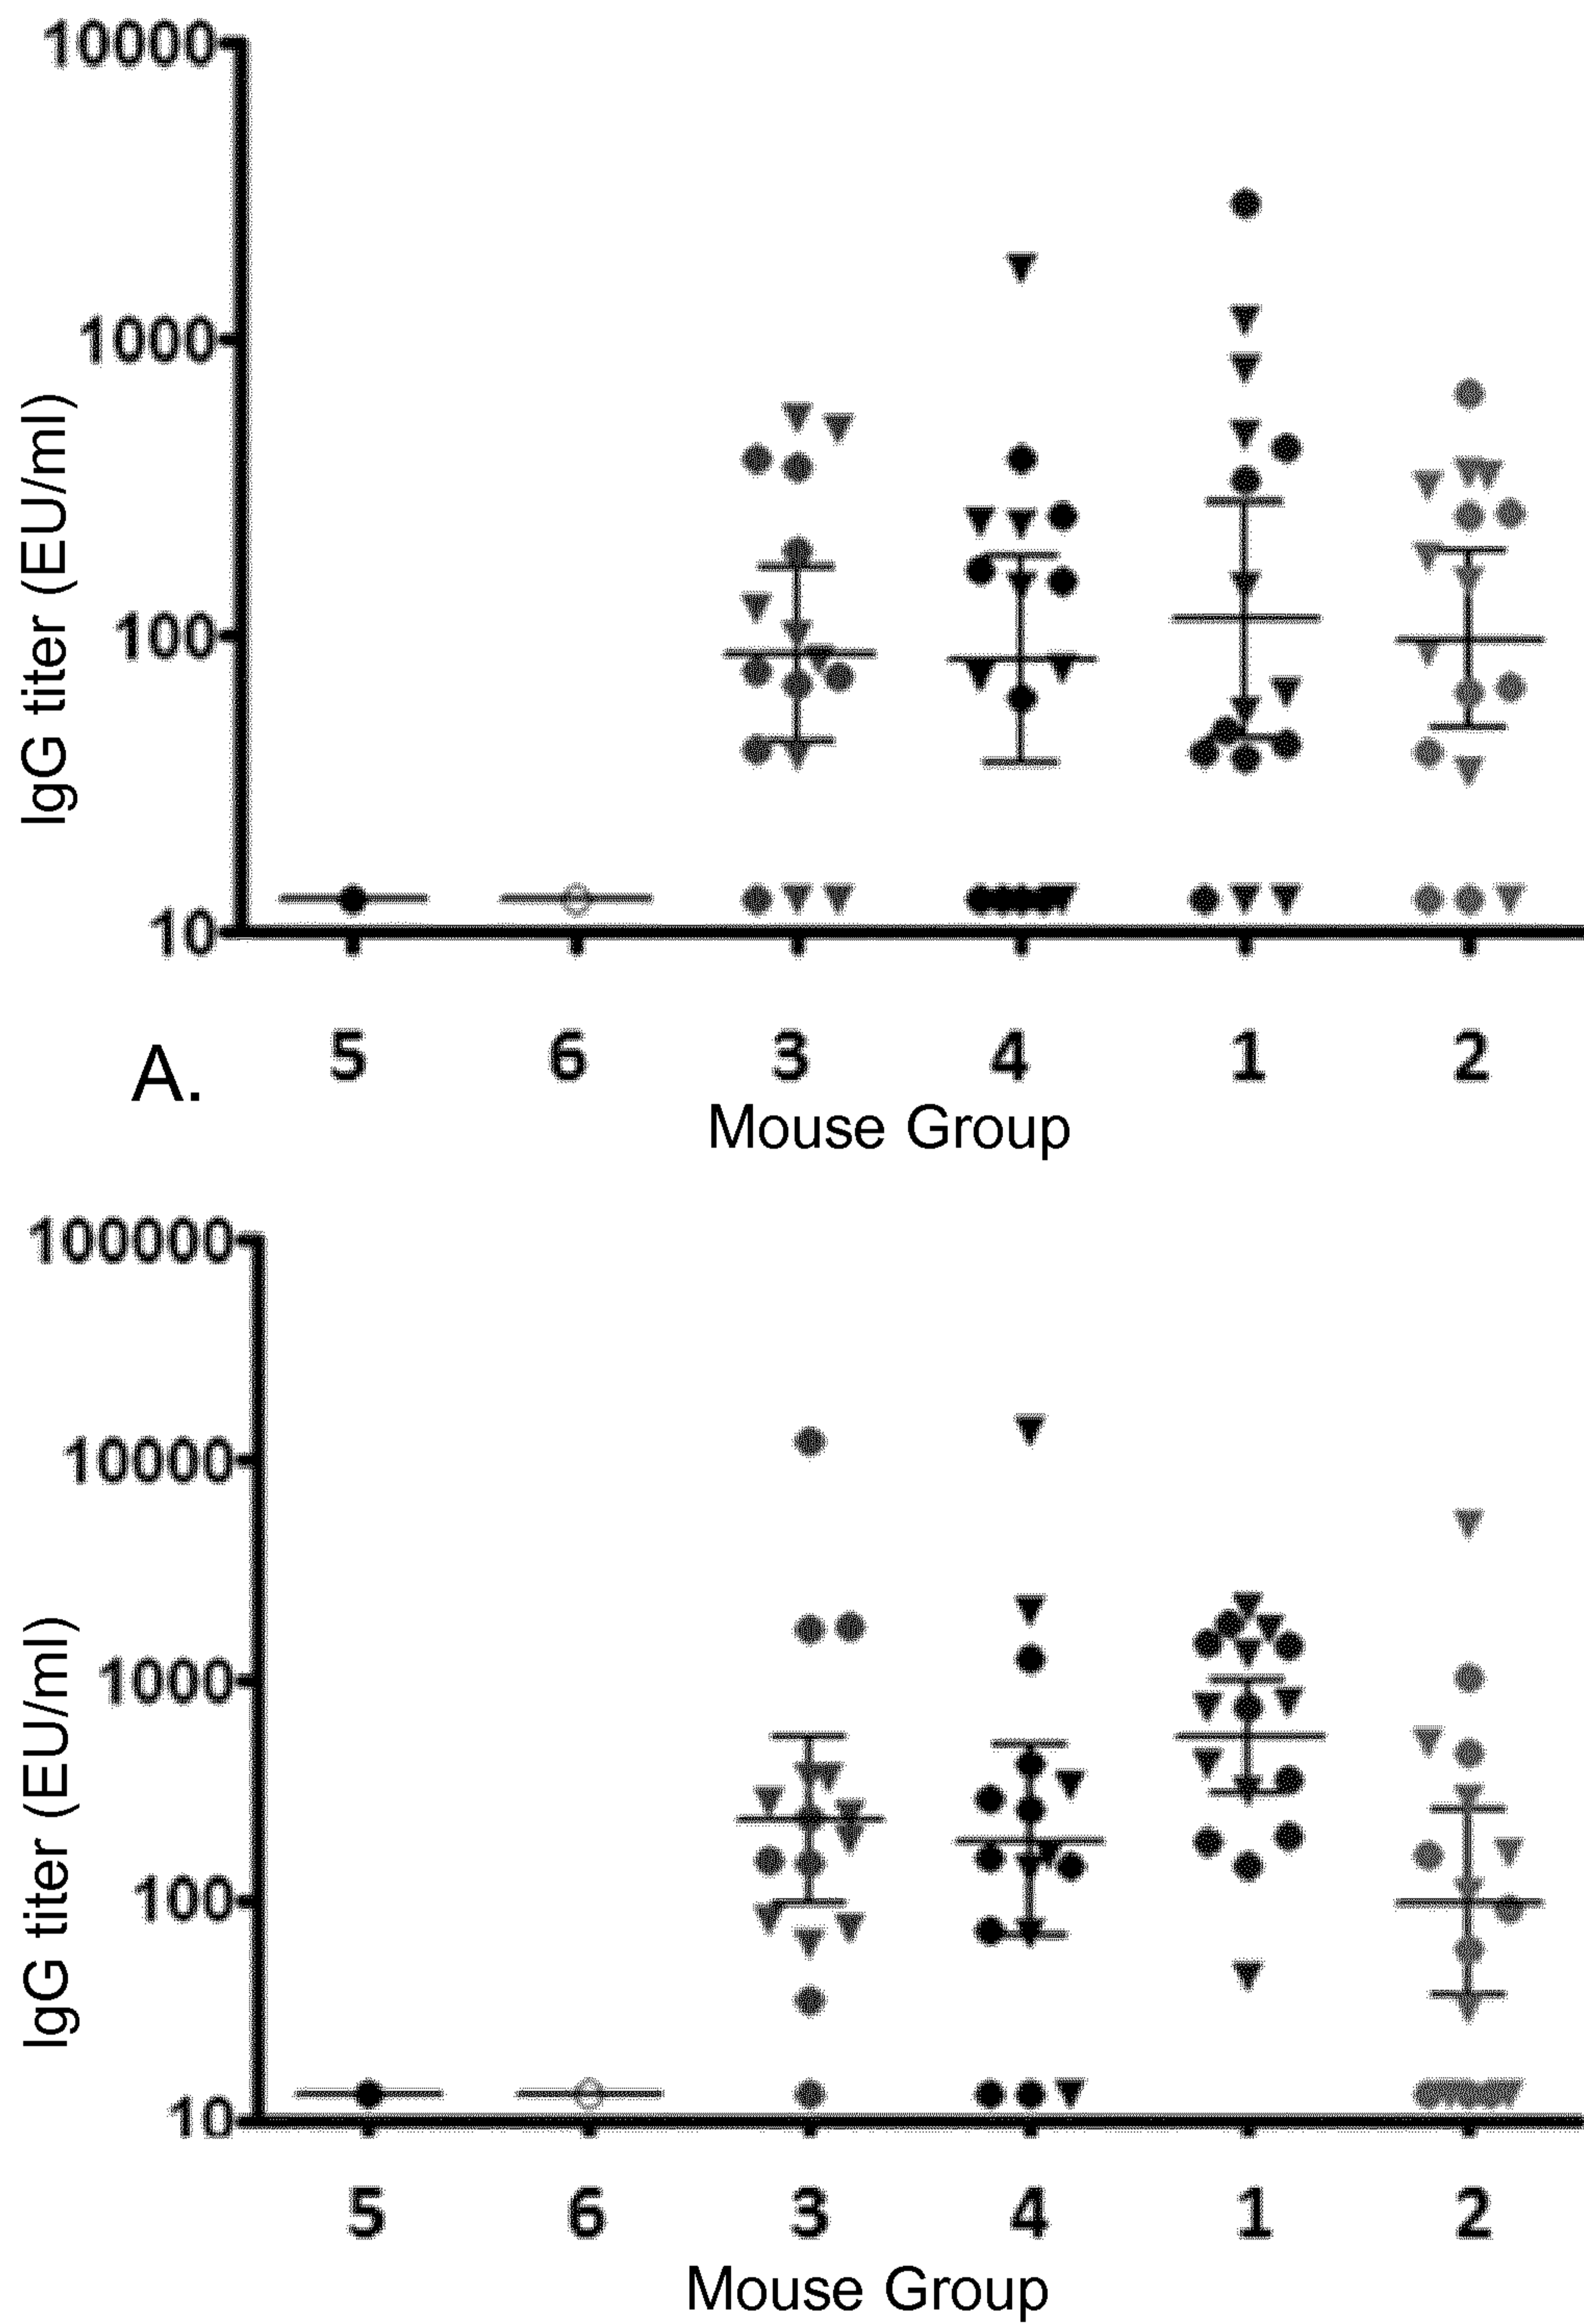 10000
1000
100
10
IgG titer (EU/ml)
5 6 3 4 1 2
A.
Mouse Group
100000
10000
1000
100
10
IgG titer (EU/ml)
5 6 3 4 1 2
Mouse Group